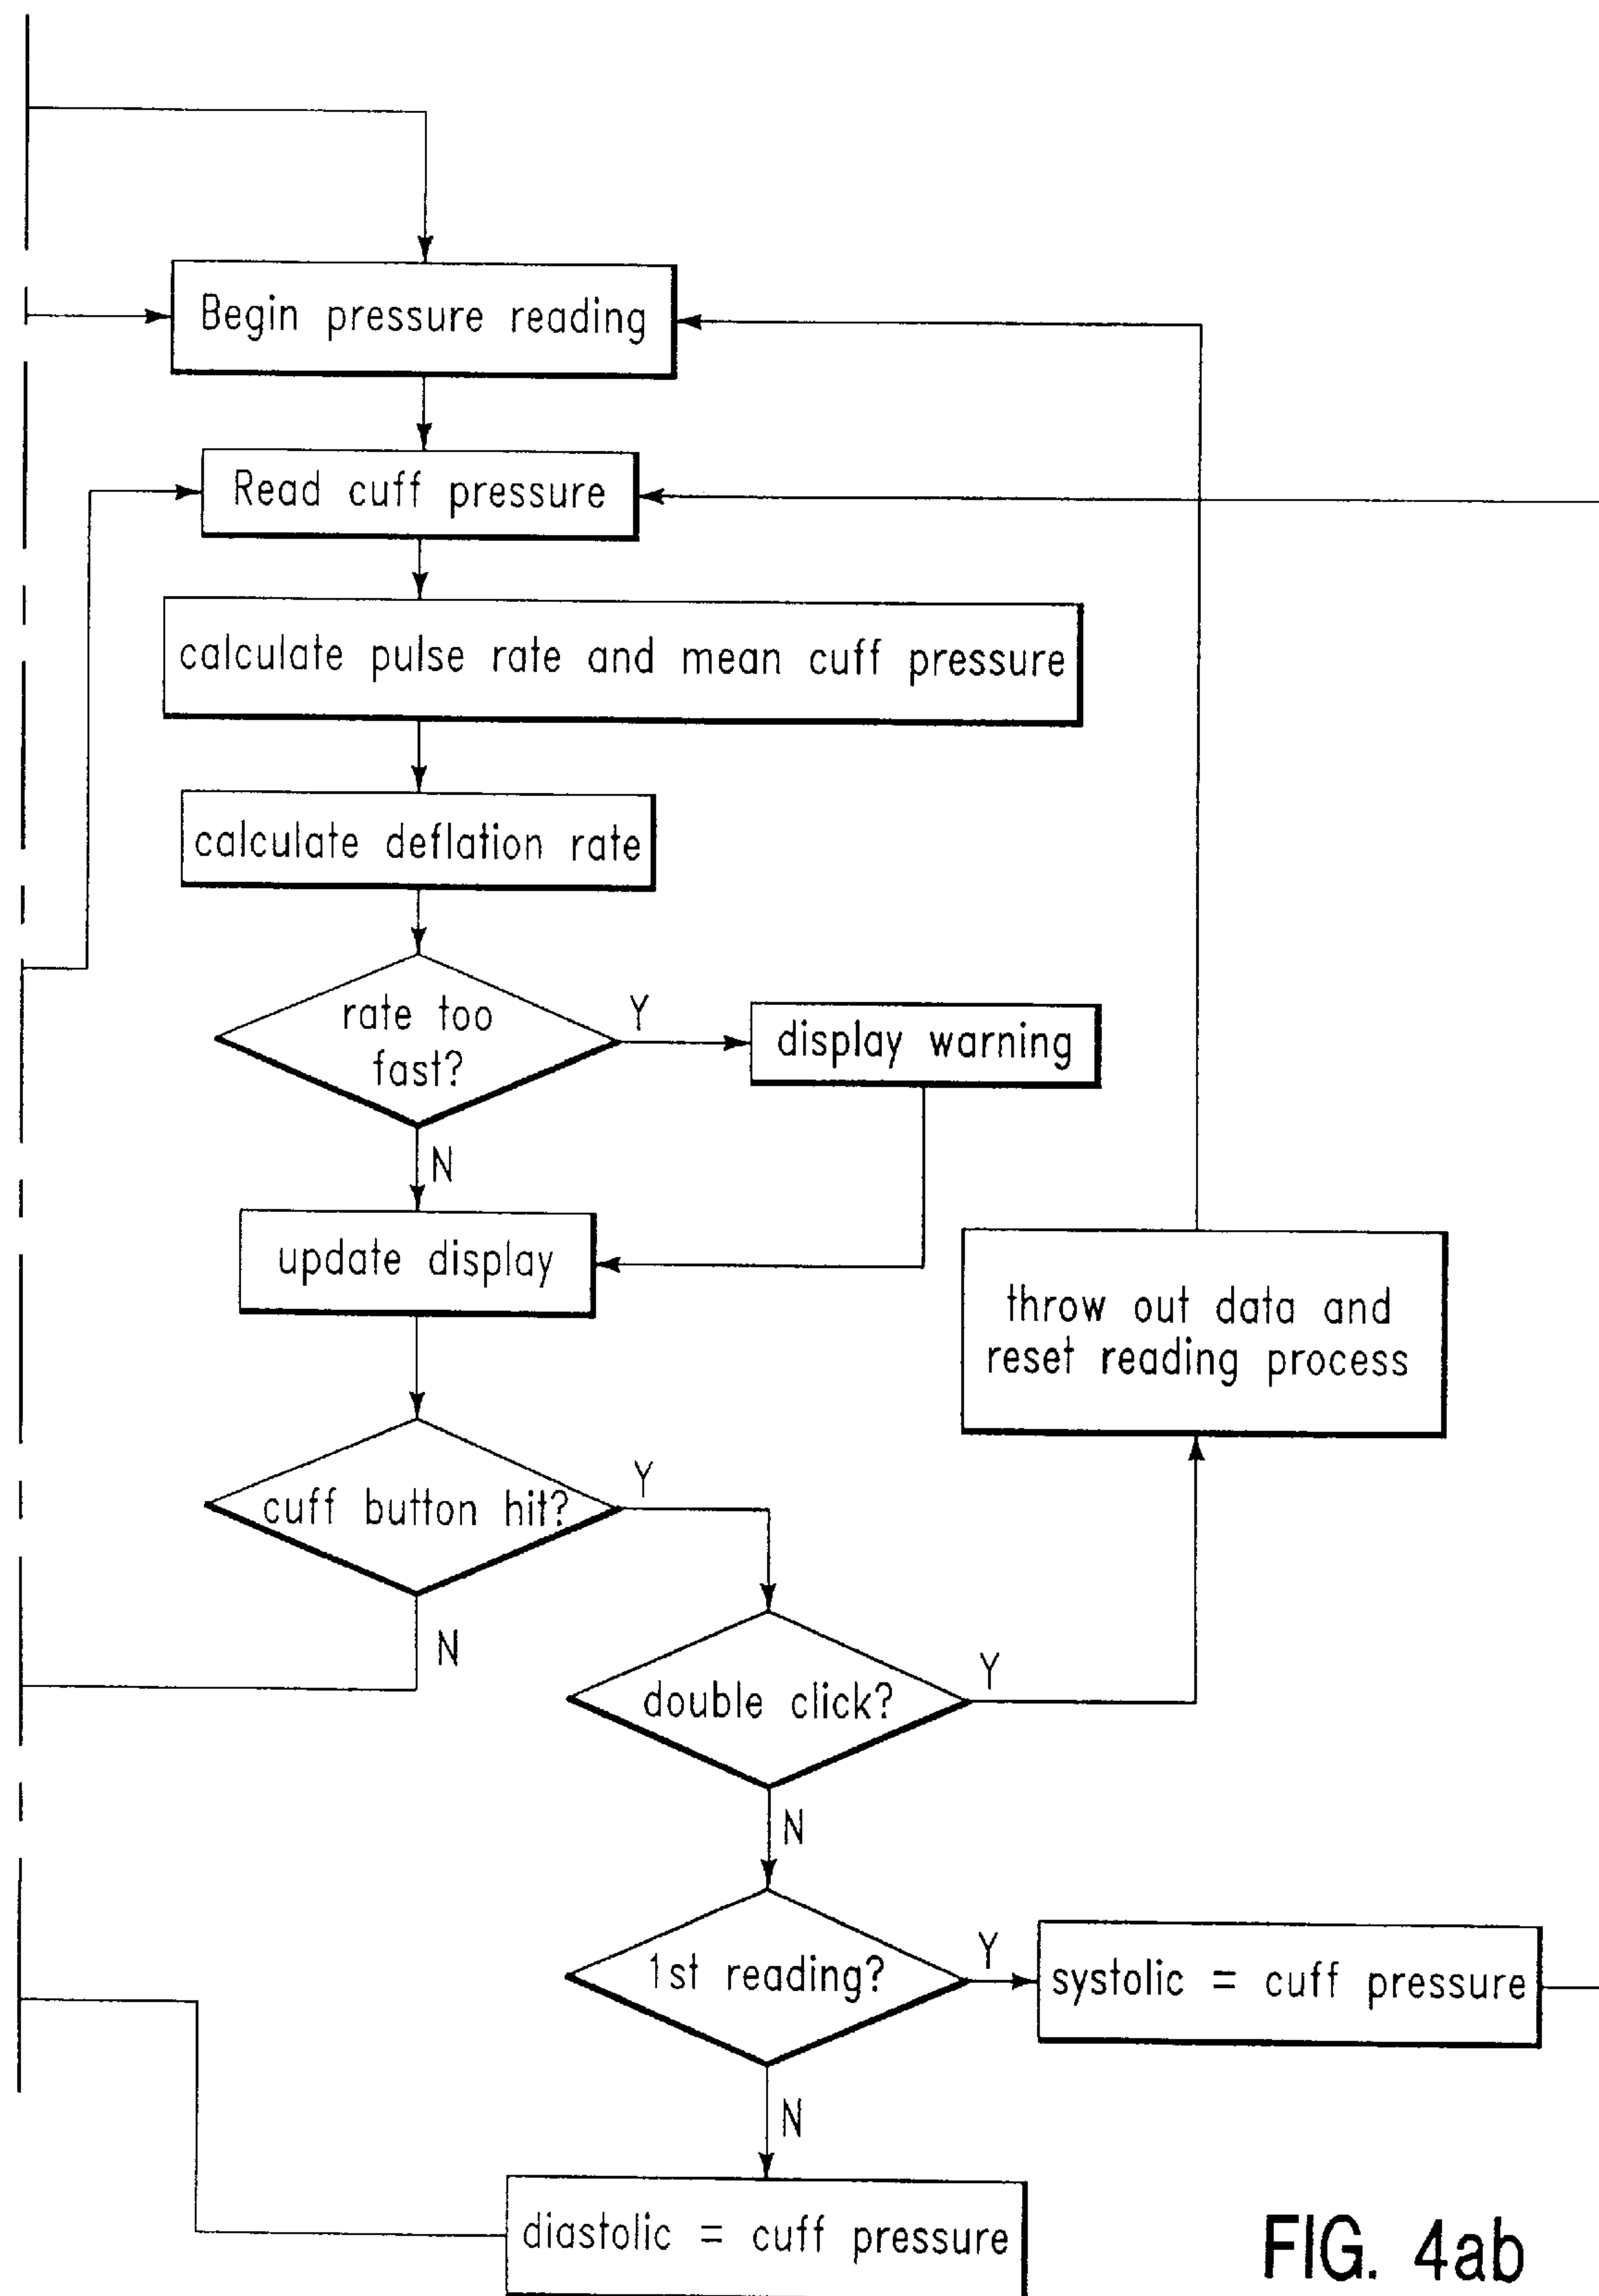 Begin pressure reading
Read cuff pressure
calculate pulse rate and mean cuff pressure
calculate deflation rate
rate too
fast?
Y
display warning
N
update display
throw out data and
reset reading process
cuff button hit?
Y
N
double click?
Y
N
1st reading?
Y
systolic = cuff pressure
N
diastolic = cuff pressure
FIG. 4ab